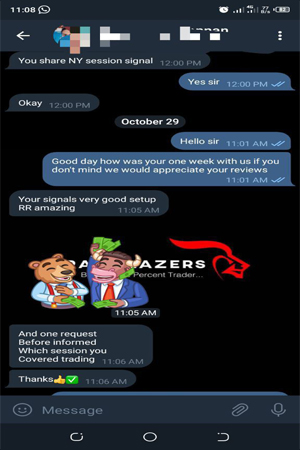 11:08
You share NY session signal 12:00 PM
Yes sir 12:00 PM
Okay 12:00 PM
October 29
Hello sir 11:01 AM
Good day how was your one week with us if you
don't mind we would appreciate your reviews
11:01 AM
Your signals very good setup
RR amazing 11:05 AM
AZERS
Percent Trader...
11:05 AM
And one request
Before informed
Which session you
Covered trading 11:06 AM
Thanks👍✅ 11:06 AM
Message